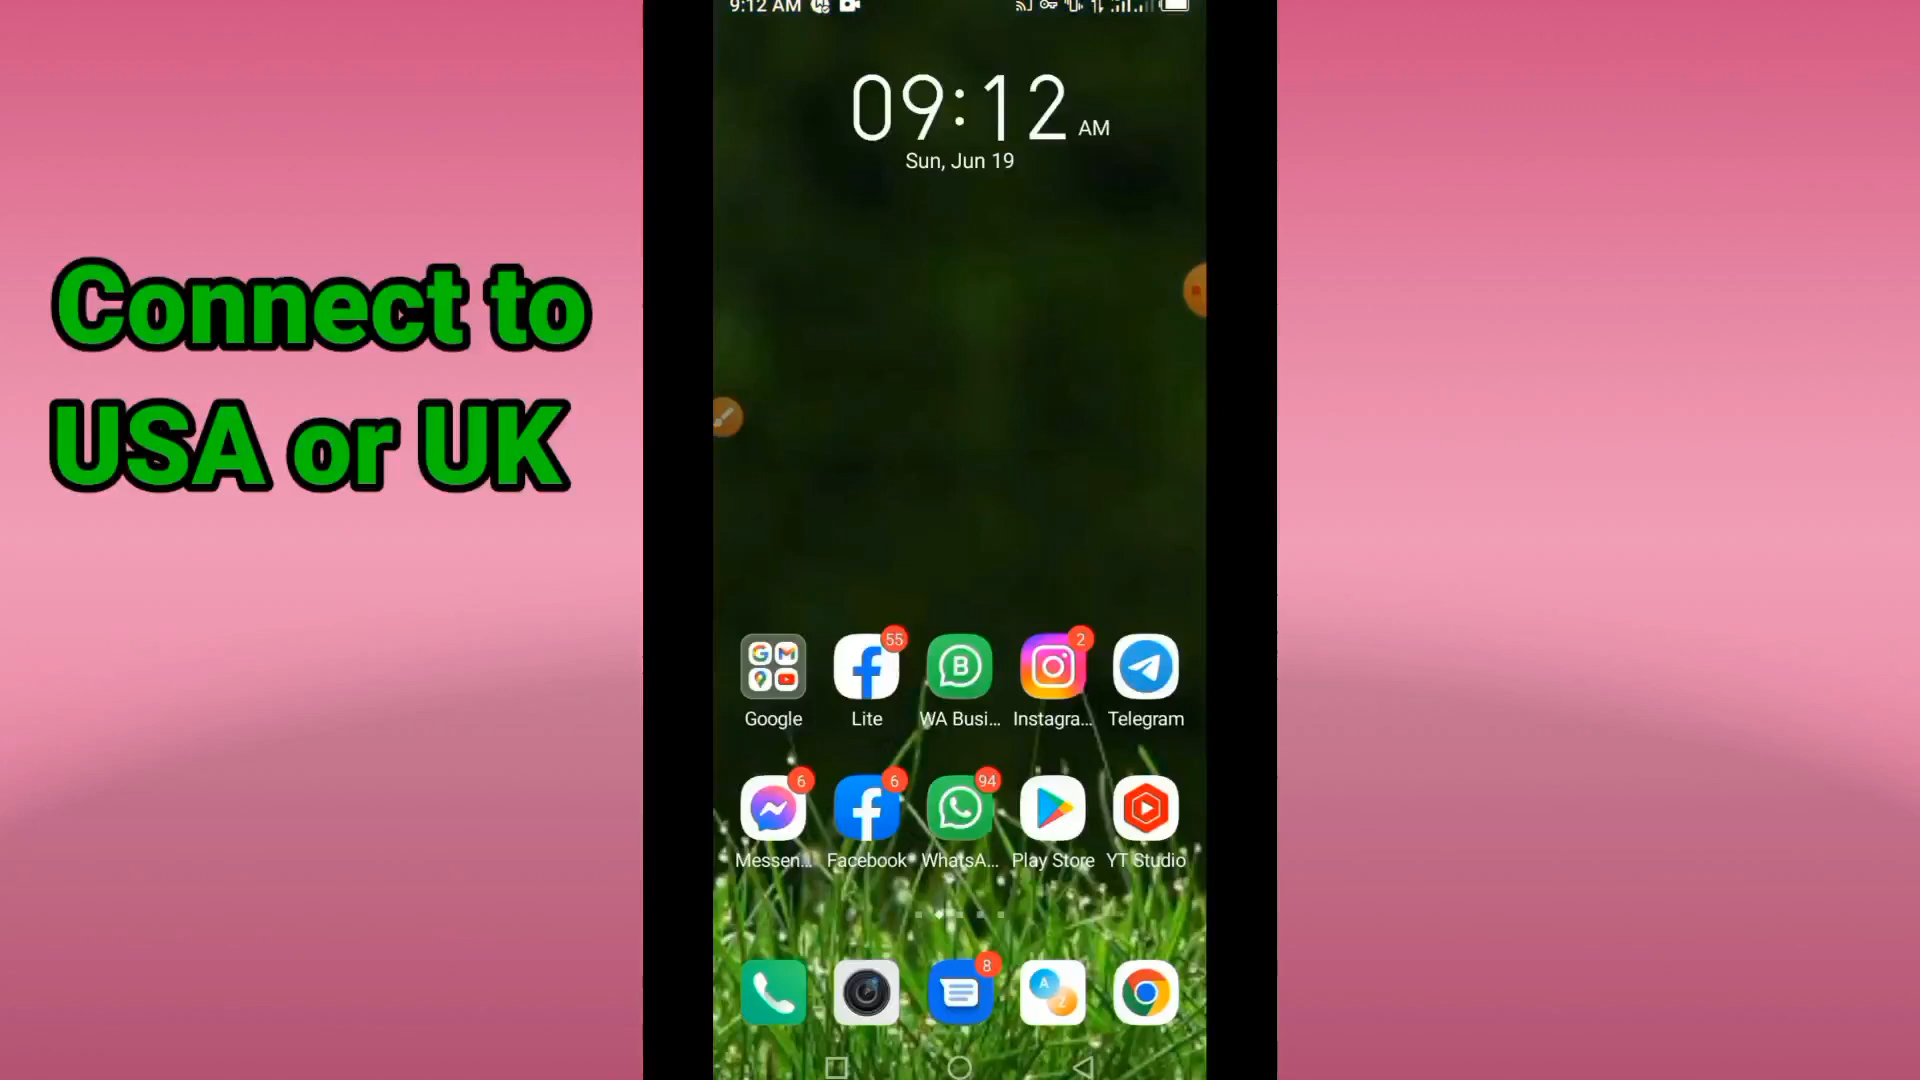 9:12 AM
09:12 AM
Sun, Jun 19
Connect to
USA or UK
55
2
B
Google
Lite
WA Busi...
Instagra...
Telegram
6
6
94
Messen...
Facebook
WhatsA...
Play Store
YT Studio
8
A
Z